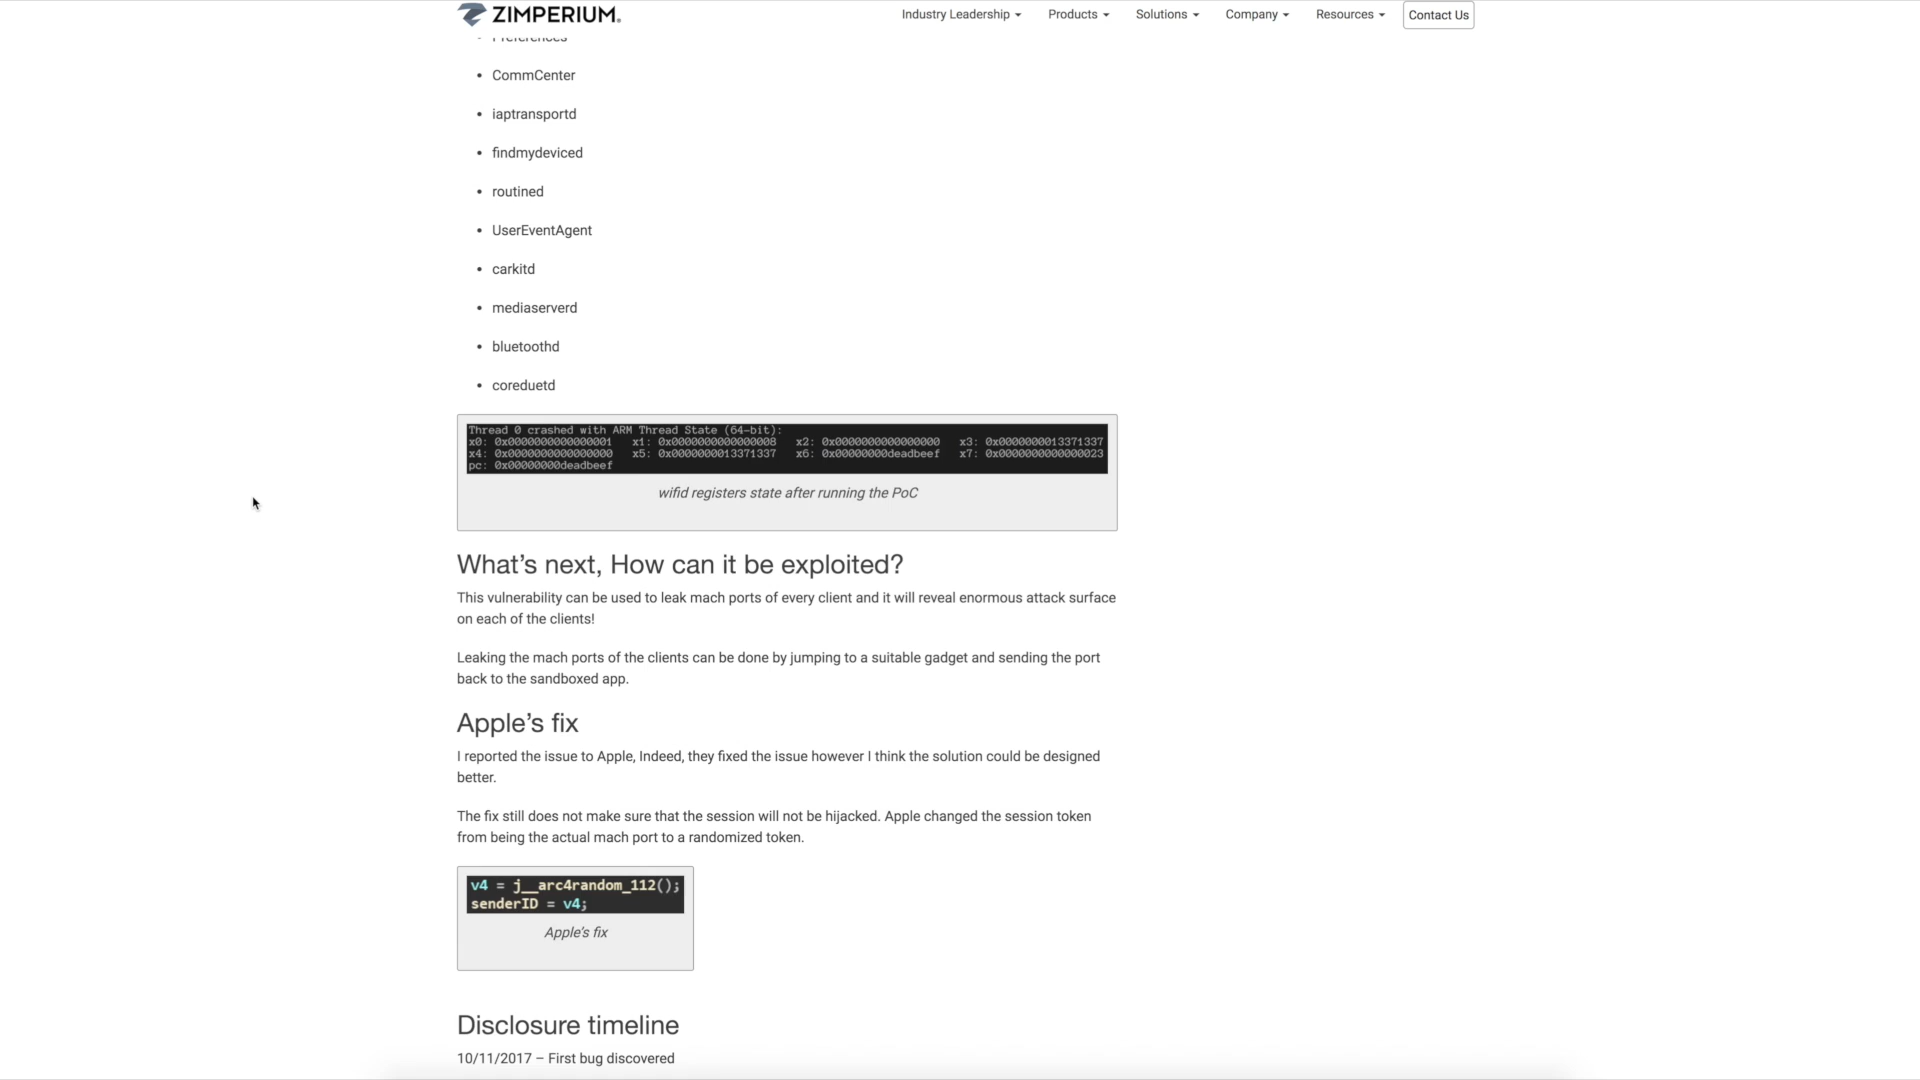 ZIMPERIUM.
Industry Leadership
Products
Solutions
Company
Resources
Contact Us
Preferences
• CommCenter
• iaptransportd
• findmydeviced
• routined
• UserEventAgent
• carkitd
• mediaserverd
• bluetoothd
• coreduetd
Thread 0 crashed with ARM Thread State (64-bit):
x0: 0x0000000000000001 x1: 0x0000000000000008 x2: 0x0000000000000000 x3: 0x0000000013371337
x4: 0x0000000000000000 x5: 0x0000000013371337 x6: 0x00000000deadbeef x7: 0x0000000000000023
pc: 0x00000000deadbeef
wifid registers state after running the PoC
What's next, How can it be exploited?
This vulnerability can be used to leak mach ports of every client and it will reveal enormous attack surface
on each of the clients!
Leaking the mach ports of the clients can be done by jumping to a suitable gadget and sending the port
back to the sandboxed app.
Apple's fix
I reported the issue to Apple, Indeed, they fixed the issue however I think the solution could be designed
better.
The fix still does not make sure that the session will not be hijacked. Apple changed the session token
from being the actual mach port to a randomized token.
v4 = j__arc4random_112();
senderID = v4;
Apple's fix
Disclosure timeline
10/11/2017 – First bug discovered